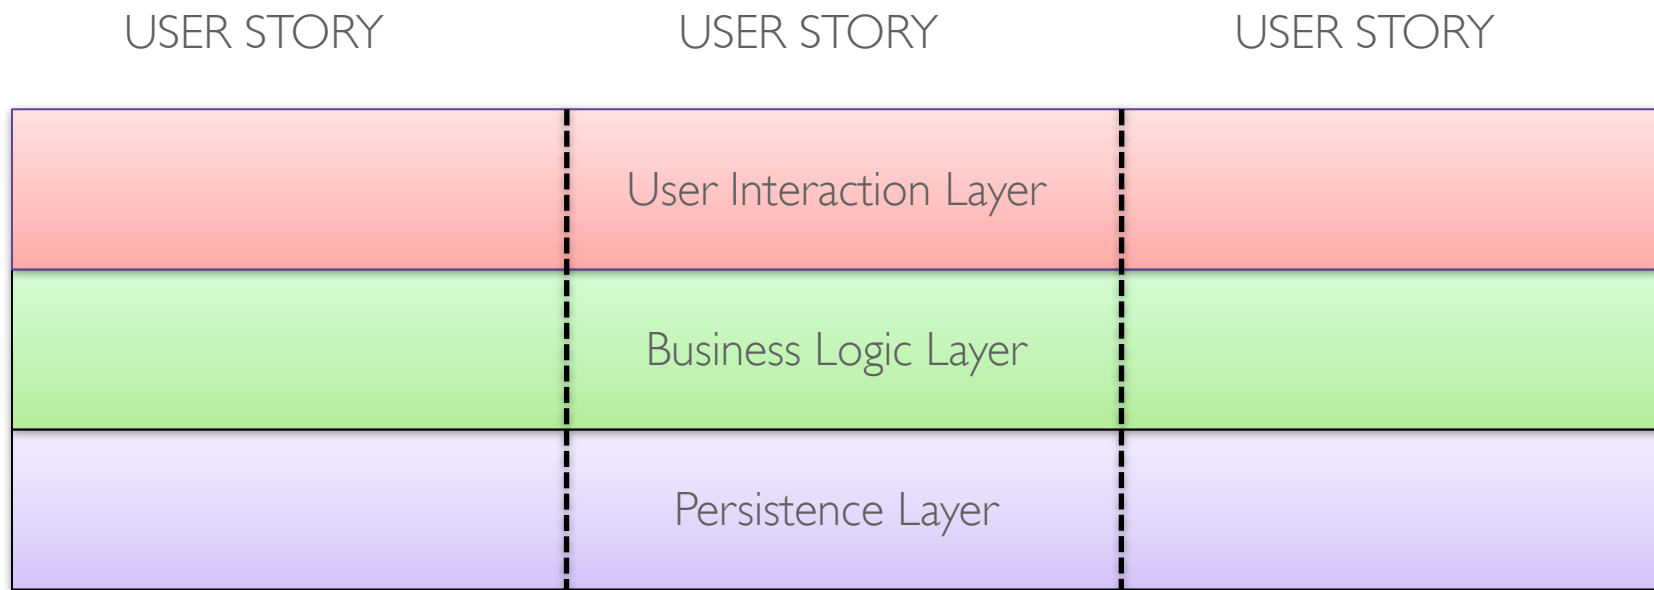 USER STORY USER STORY USER STORY
User Interaction Layer
Business Logic Layer
Persistence Layer